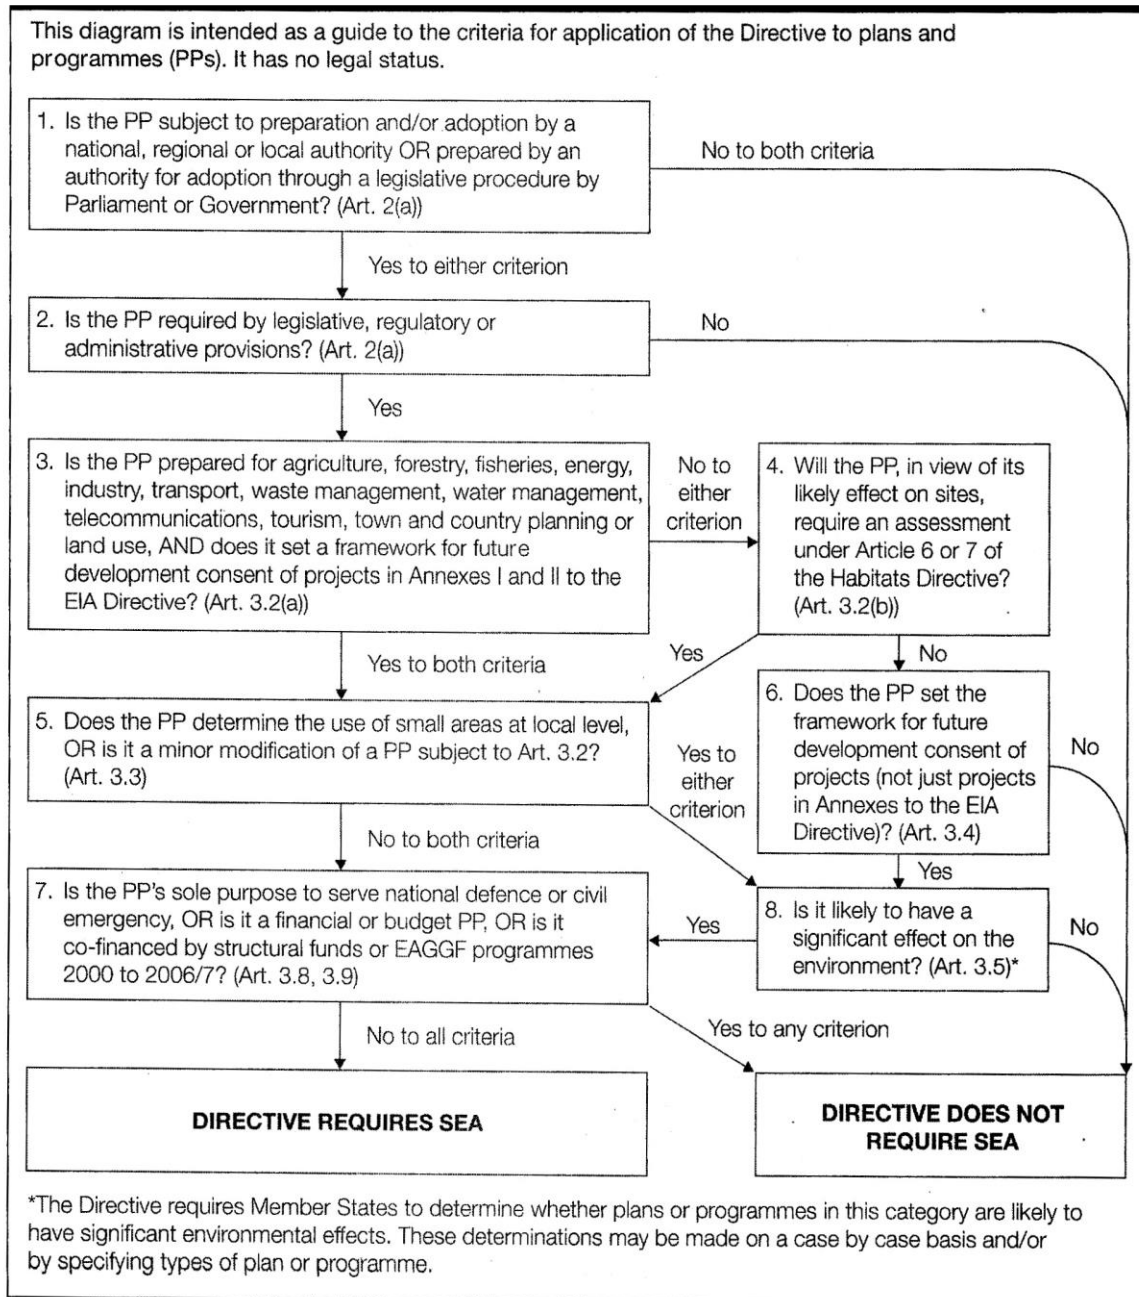 This diagram is intended as a guide to the criteria for application of the Directive to plans and
programmes (PPs). It has no legal status.
1. Is the PP subject to preparation and/or adoption by a
national, regional or local authority OR prepared by an
authority for adoption through a legislative procedure by
Parliament or Government? (Art. 2(a))
No to both criteria
Yes to either criterion
2. Is the PP required by legislative, regulatory or
administrative provisions? (Art. 2(a))
No
Yes
3. Is the PP prepared for agriculture, forestry, fisheries, energy,
industry, transport, waste management, water management,
telecommunications, tourism, town and country planning or
land use, AND does it set a framework for future
development consent of projects in Annexes I and II to the
EIA Directive? (Art. 3.2(a))
No to
either
criterion
4. Will the PP, in view of its
likely effect on sites,
require an assessment
under Article 6 or 7 of
the Habitats Directive?
(Art. 3.2(b))
Yes to both criteria
Yes
No
5. Does the PP determine the use of small areas at local level,
OR is it a minor modification of a PP subject to Art. 3.2?
(Art. 3.3)
Yes to
either
criterion
6. Does the PP set the
framework for future
development consent of
projects (not just projects
in Annexes to the EIA
Directive)? (Art. 3.4)
No
No to both criteria
Yes
7. Is the PP's sole purpose to serve national defence or civil
emergency, OR is it a financial or budget PP, OR is it
co-financed by structural funds or EAGGF programmes
2000 to 2006/7? (Art. 3.8, 3.9)
Yes
8. Is it likely to have a
significant effect on the
environment? (Art. 3.5)*
No
No to all criteria
Yes to any criterion
DIRECTIVE REQUIRES SEA
DIRECTIVE DOES NOT
REQUIRE SEA
*The Directive requires Member States to determine whether plans or programmes in this category are likely to
have significant environmental effects. These determinations may be made on a case by case basis and/or
by specifying types of plan or programme.